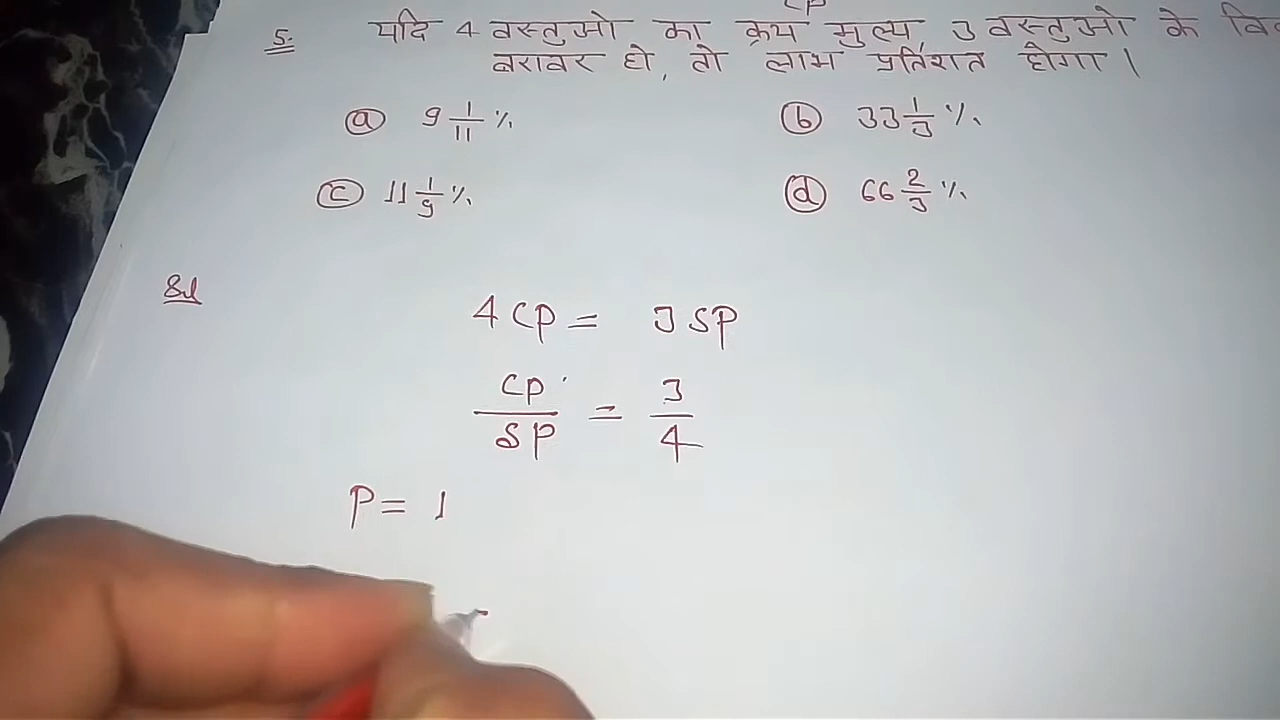 CP
5. यदि 4 वस्तुओ का क्रय मुल्य, 3 वस्तुओ के
बराबर हो, तो लाभ प्रतिशत होगा।
(a) 9 1/11 % (b) 33 1/3 %
(c) 11 1/9 % (d) 66 2/3 %
Sol
4 CP = 3 SP
CP/SP = 3/4
P = 1